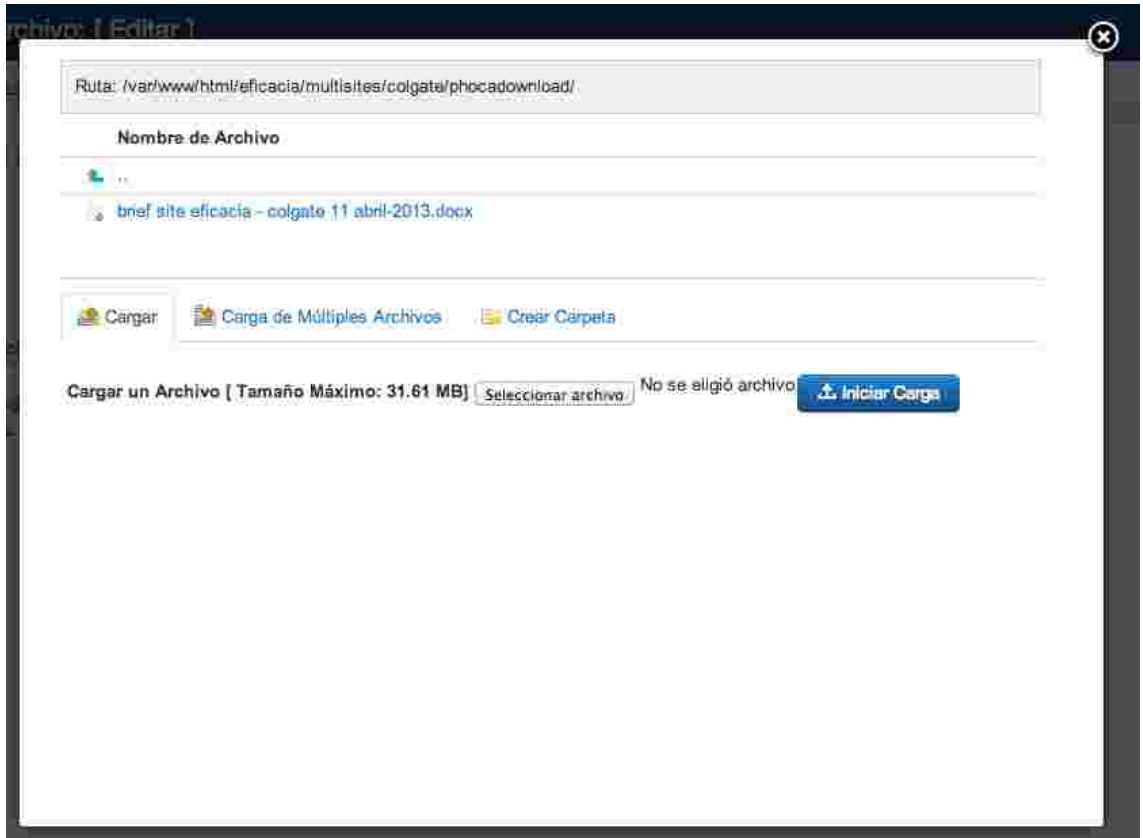 rchivo: [ Editar ]
Ruta: /var/www/html/eficacia/multisites/colgate/phocadownload/
Nombre de Archivo
..
brief site eficacia - colgate 11 abril-2013.docx
Cargar Carga de Múltiples Archivos Crear Carpeta
Cargar un Archivo [ Tamaño Máximo: 31.61 MB] Seleccionar archivo No se eligió archivo Iniciar Carga